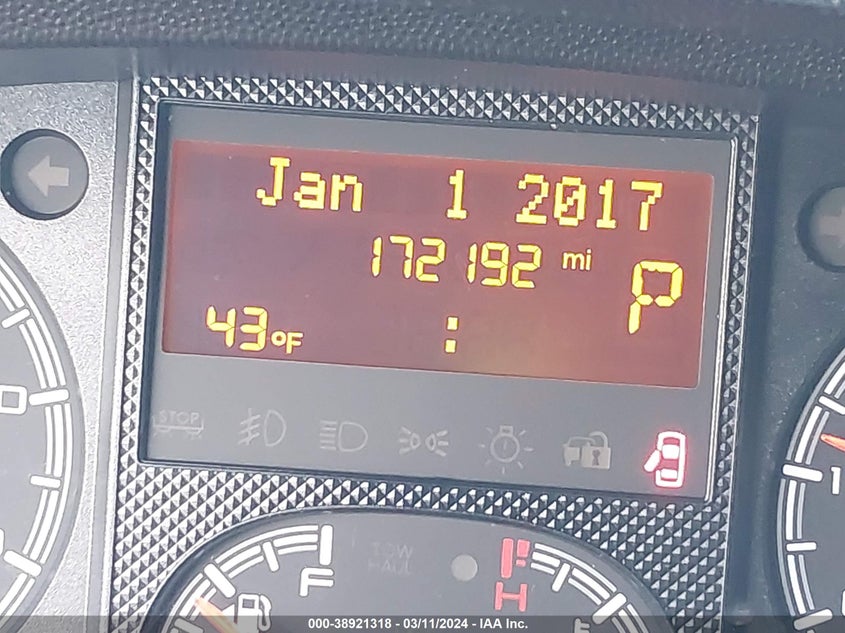 Jan 1 2017
172192 mi
P
43°F :
STOP
TOW
HAUL
F
H
000-38921318 - 03/11/2024 - IAA Inc.